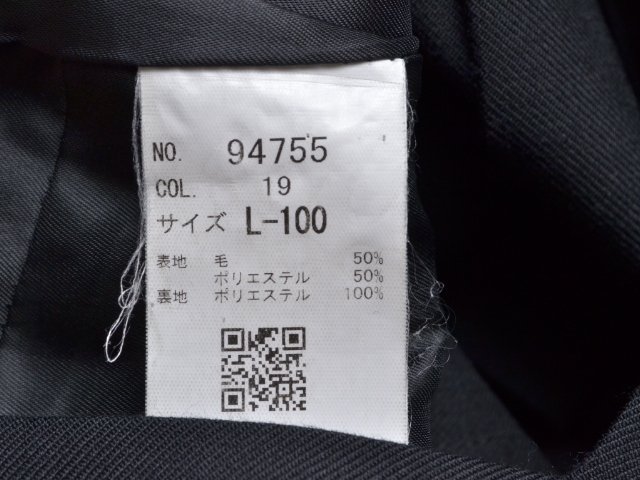 NO. 94755
COL. 19
サイズ L-100
表地 毛 50%
ポリエステル 50%
裏地 ポリエステル 100%